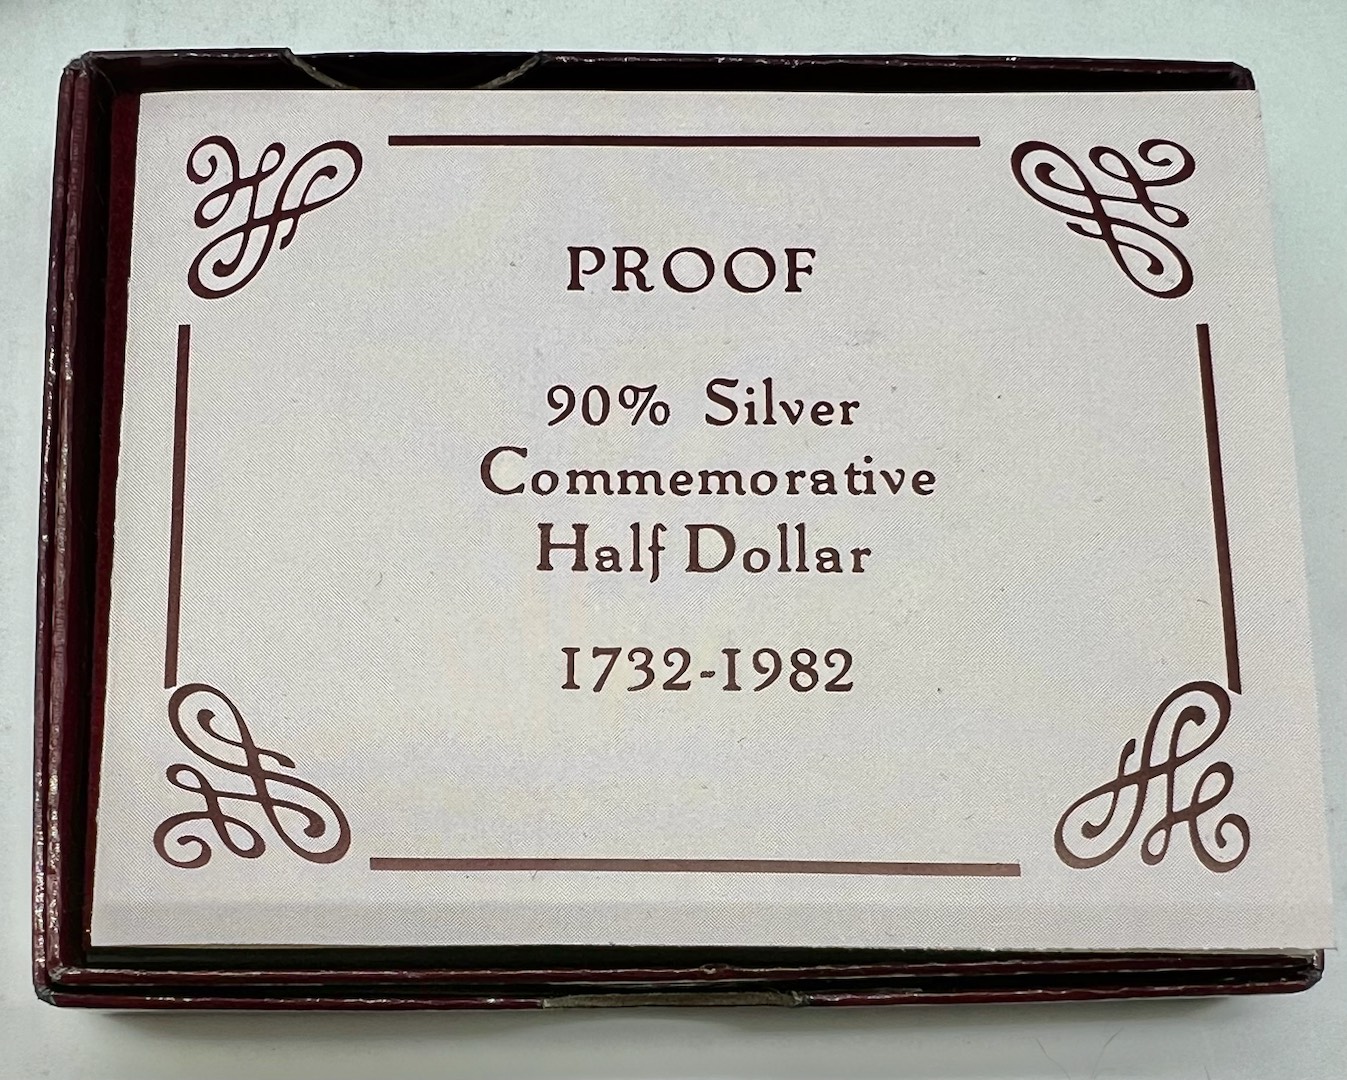 PROOF
90% Silver
Commemorative
Half Dollar
1732-1982